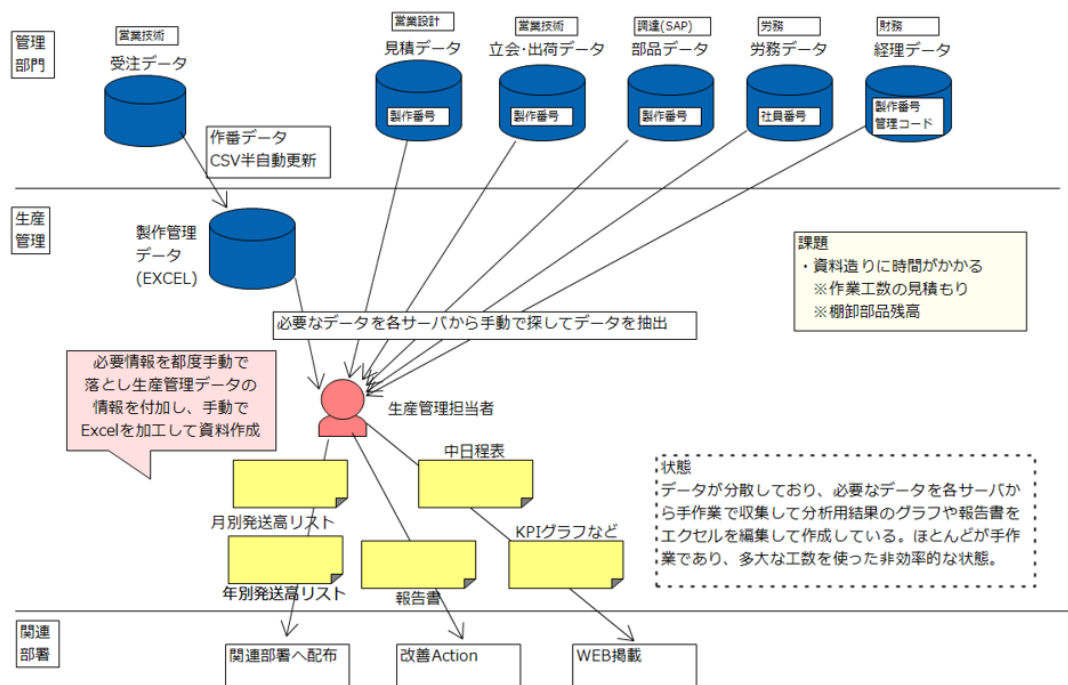 管理
部門
営業技術
受注データ
営業設計
見積データ
製作番号
営業技術
立会・出荷データ
製作番号
調達(SAP)
部品データ
製作番号
労務
労務データ
社員番号
財務
経理データ
製作番号
管理コード
作番データ
CSV半自動更新
生産
管理
製作管理
データ
(EXCEL)
課題
・資料造りに時間がかかる
※作業工数の見積もり
※棚卸部品残高
必要なデータを各サーバから手動で探してデータを抽出
必要情報を都度手動で
落とし生産管理データの
情報を付加し、手動で
Excelを加工して資料作成
生産管理担当者
中日程表
月別発送高リスト
KPIグラフなど
年別発送高リスト
報告書
状態
データが分散しており、必要なデータを各サーバか
ら手作業で収集して分析用結果のグラフや報告書を
エクセルを編集して作成している。ほとんどが手作
業であり、多大な工数を使った非効率的な状態。
関連
部署
関連部署へ配布
改善Action
WEB掲載